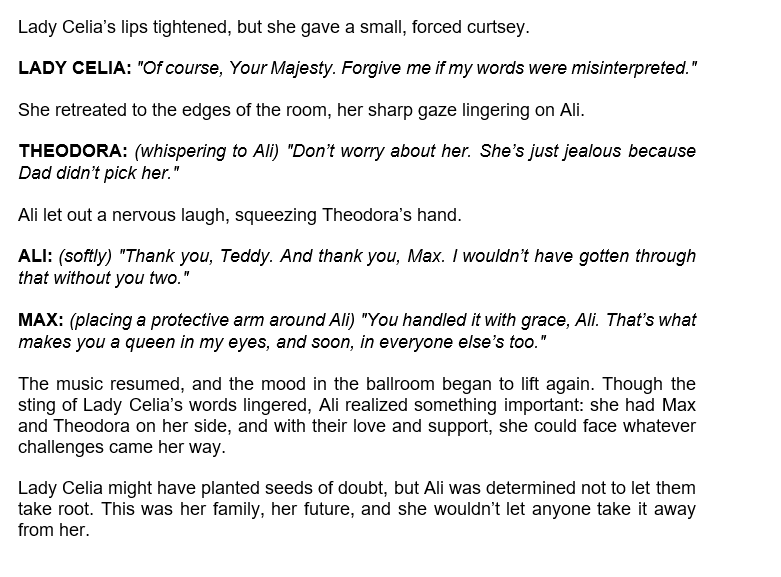 Lady Celia’s lips tightened, but she gave a small, forced curtsey.
LADY CELIA: "Of course, Your Majesty. Forgive me if my words were misinterpreted."
She retreated to the edges of the room, her sharp gaze lingering on Ali.
THEODORA: (whispering to Ali) "Don’t worry about her. She’s just jealous because
Dad didn’t pick her."
Ali let out a nervous laugh, squeezing Theodora’s hand.
ALI: (softly) "Thank you, Teddy. And thank you, Max. I wouldn’t have gotten through
that without you two."
MAX: (placing a protective arm around Ali) "You handled it with grace, Ali. That’s what
makes you a queen in my eyes, and soon, in everyone else’s too."
The music resumed, and the mood in the ballroom began to lift again. Though the
sting of Lady Celia’s words lingered, Ali realized something important: she had Max
and Theodora on her side, and with their love and support, she could face whatever
challenges came her way.
Lady Celia might have planted seeds of doubt, but Ali was determined not to let them
take root. This was her family, her future, and she wouldn’t let anyone take it away
from her.